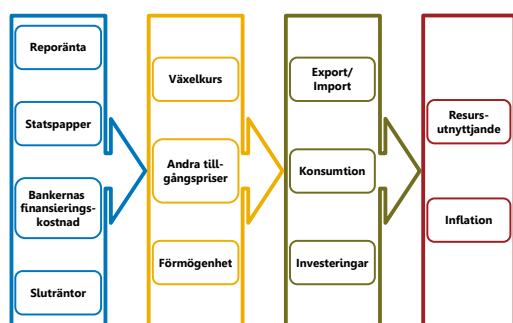 Reporänta
Statspapper
Bankernas
finansierings-
kostnad
Sluträntor
Växelkurs
Andra till-
gångspriser
Förmögenhet
Export/
Import
Konsumtion
Investeringar
Resurs-
utnyttjande
Inflation